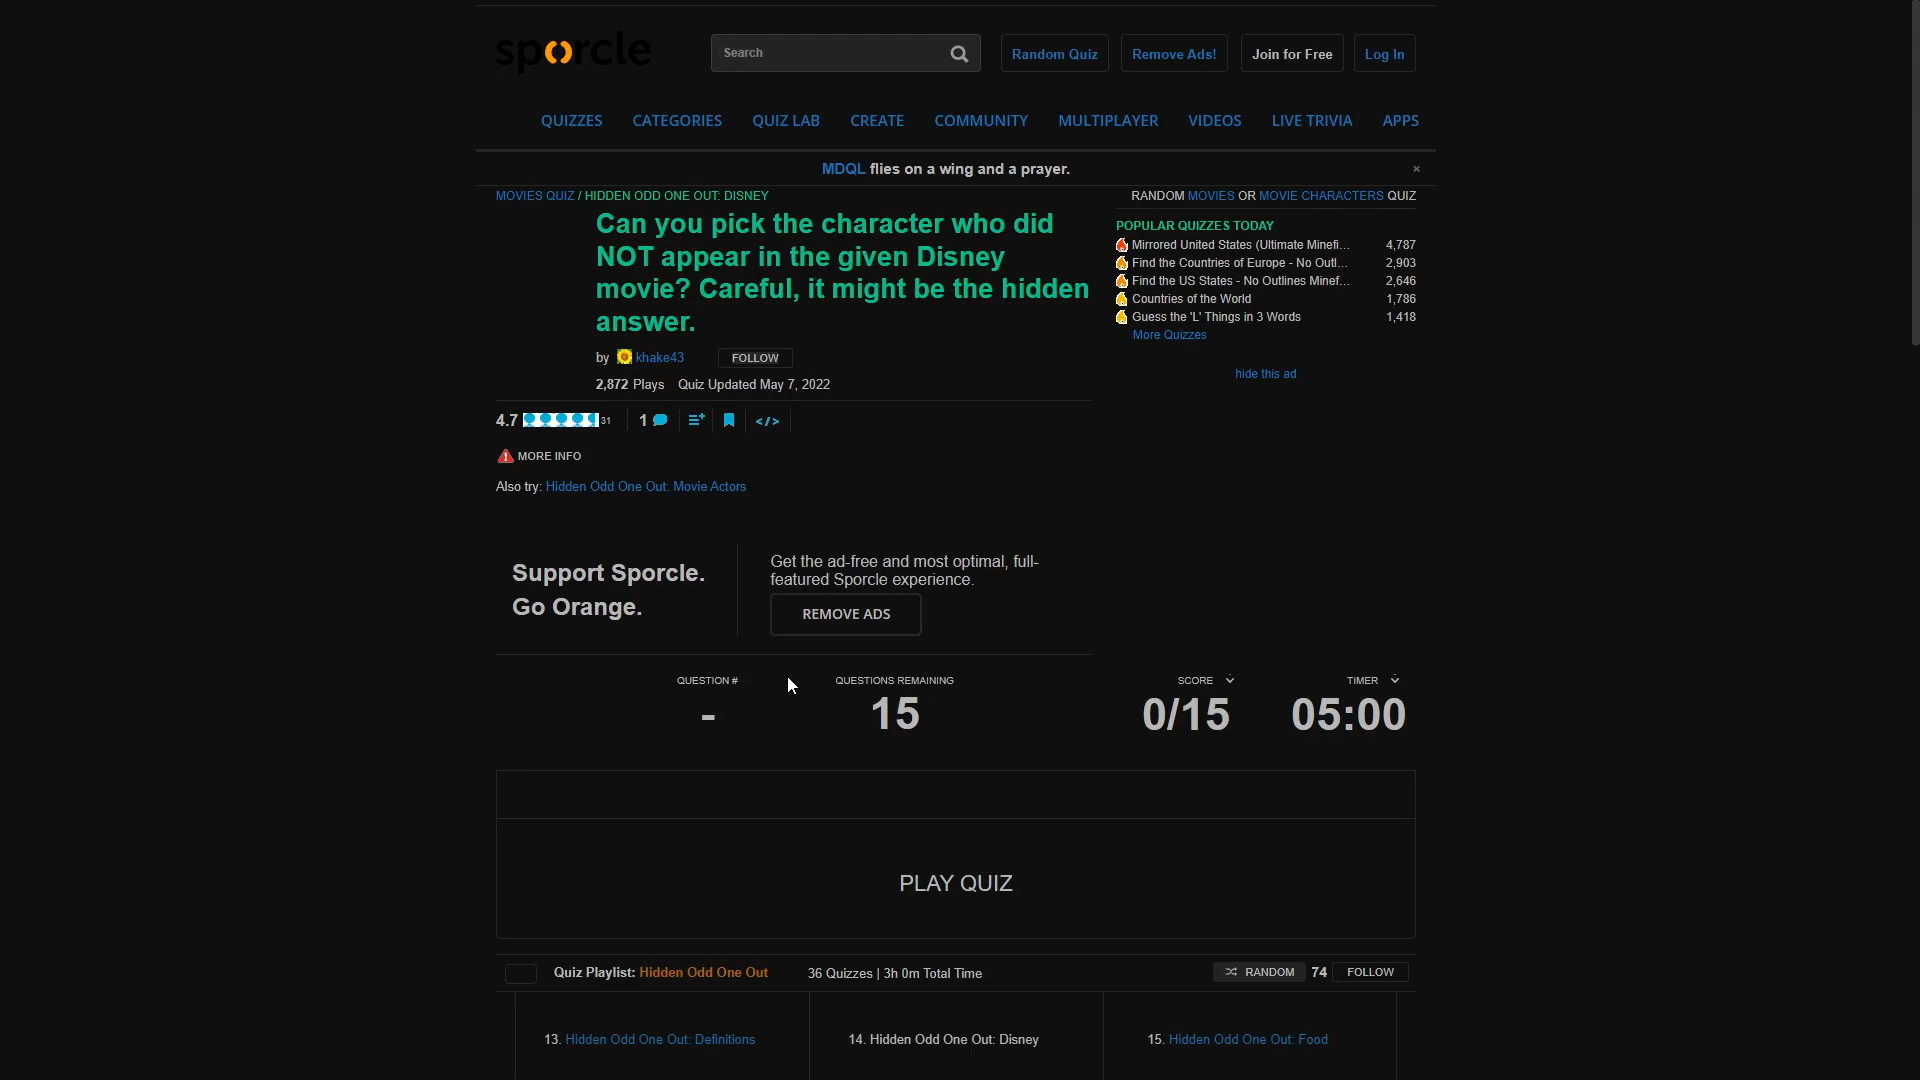 sporcle
Search
Random Quiz
Remove Ads!
Join for Free
Log In
QUIZZES
CATEGORIES
QUIZ LAB
CREATE
COMMUNITY
MULTIPLAYER
VIDEOS
LIVE TRIVIA
APPS
MDQL flies on a wing and a prayer.
×
MOVIES QUIZ / HIDDEN ODD ONE OUT: DISNEY
Can you pick the character who did
NOT appear in the given Disney
movie? Careful, it might be the hidden
answer.
by khake43
FOLLOW
2,872 Plays
Quiz Updated May 7, 2022
4.7
31
1
</>
MORE INFO
Also try: Hidden Odd One Out: Movie Actors
RANDOM MOVIES OR MOVIE CHARACTERS QUIZ
POPULAR QUIZZES TODAY
Mirrored United States (Ultimate Minefi... 4,787
Find the Countries of Europe - No Outl... 2,903
Find the US States - No Outlines Minef... 2,646
Countries of the World 1,786
Guess the 'L' Things in 3 Words 1,418
More Quizzes
hide this ad
Support Sporcle.
Go Orange.
Get the ad-free and most optimal, full-
featured Sporcle experience.
REMOVE ADS
QUESTION #
-
QUESTIONS REMAINING
15
SCORE
0/15
TIMER
05:00
PLAY QUIZ
Quiz Playlist: Hidden Odd One Out
36 Quizzes | 3h 0m Total Time
RANDOM
74
FOLLOW
13. Hidden Odd One Out: Definitions
14. Hidden Odd One Out: Disney
15. Hidden Odd One Out: Food